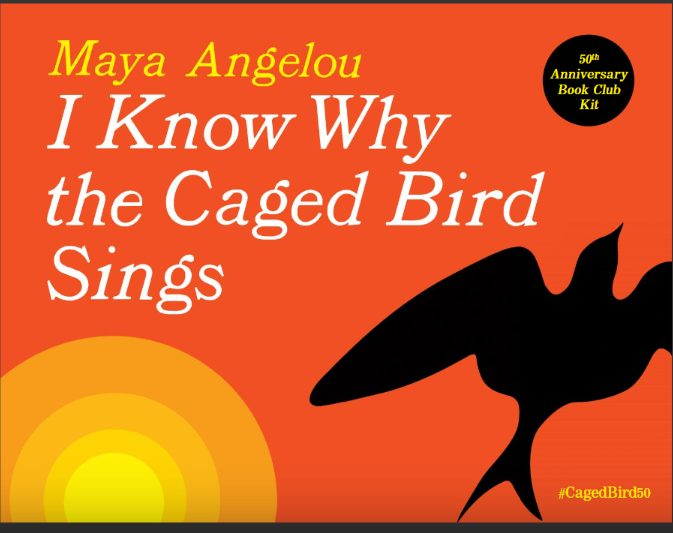 Maya Angelou
I Know Why
the Caged Bird
Sings
50th
Anniversary
Book Club
Kit
#CagedBird50